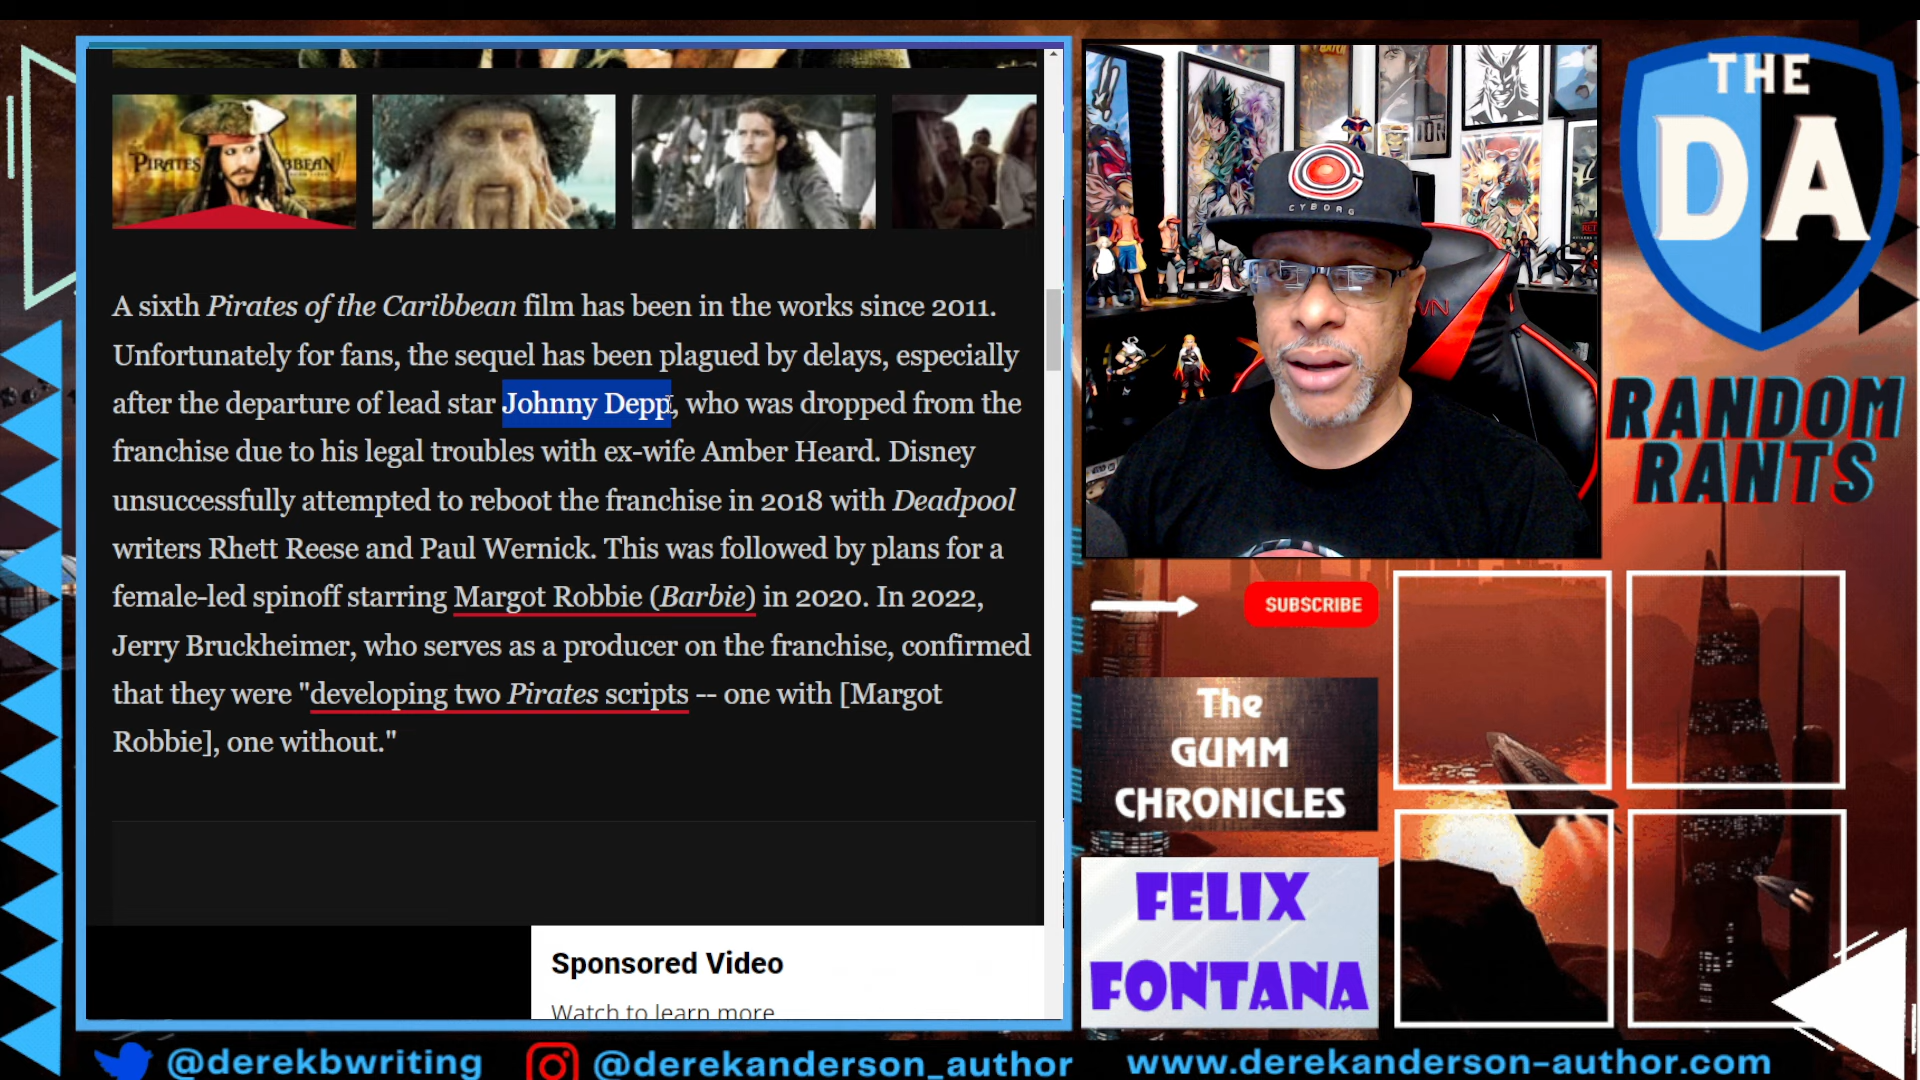 PIRATES
BBEAN
A sixth Pirates of the Caribbean film has been in the works since 2011.
Unfortunately for fans, the sequel has been plagued by delays, especially
after the departure of lead star Johnny Depp, who was dropped from the
franchise due to his legal troubles with ex-wife Amber Heard. Disney
unsuccessfully attempted to reboot the franchise in 2018 with Deadpool
writers Rhett Reese and Paul Wernick. This was followed by plans for a
female-led spinoff starring Margot Robbie (Barbie) in 2020. In 2022,
Jerry Bruckheimer, who serves as a producer on the franchise, confirmed
that they were "developing two Pirates scripts -- one with [Margot
Robbie], one without."
Sponsored Video
Watch to learn more
CYBORG
THE
DA
RANDOM
RANTS
SUBSCRIBE
The
GUMM
CHRONICLES
FELIX
FONTANA
@derekbwriting
@derekanderson_author
www.derekanderson-author.com